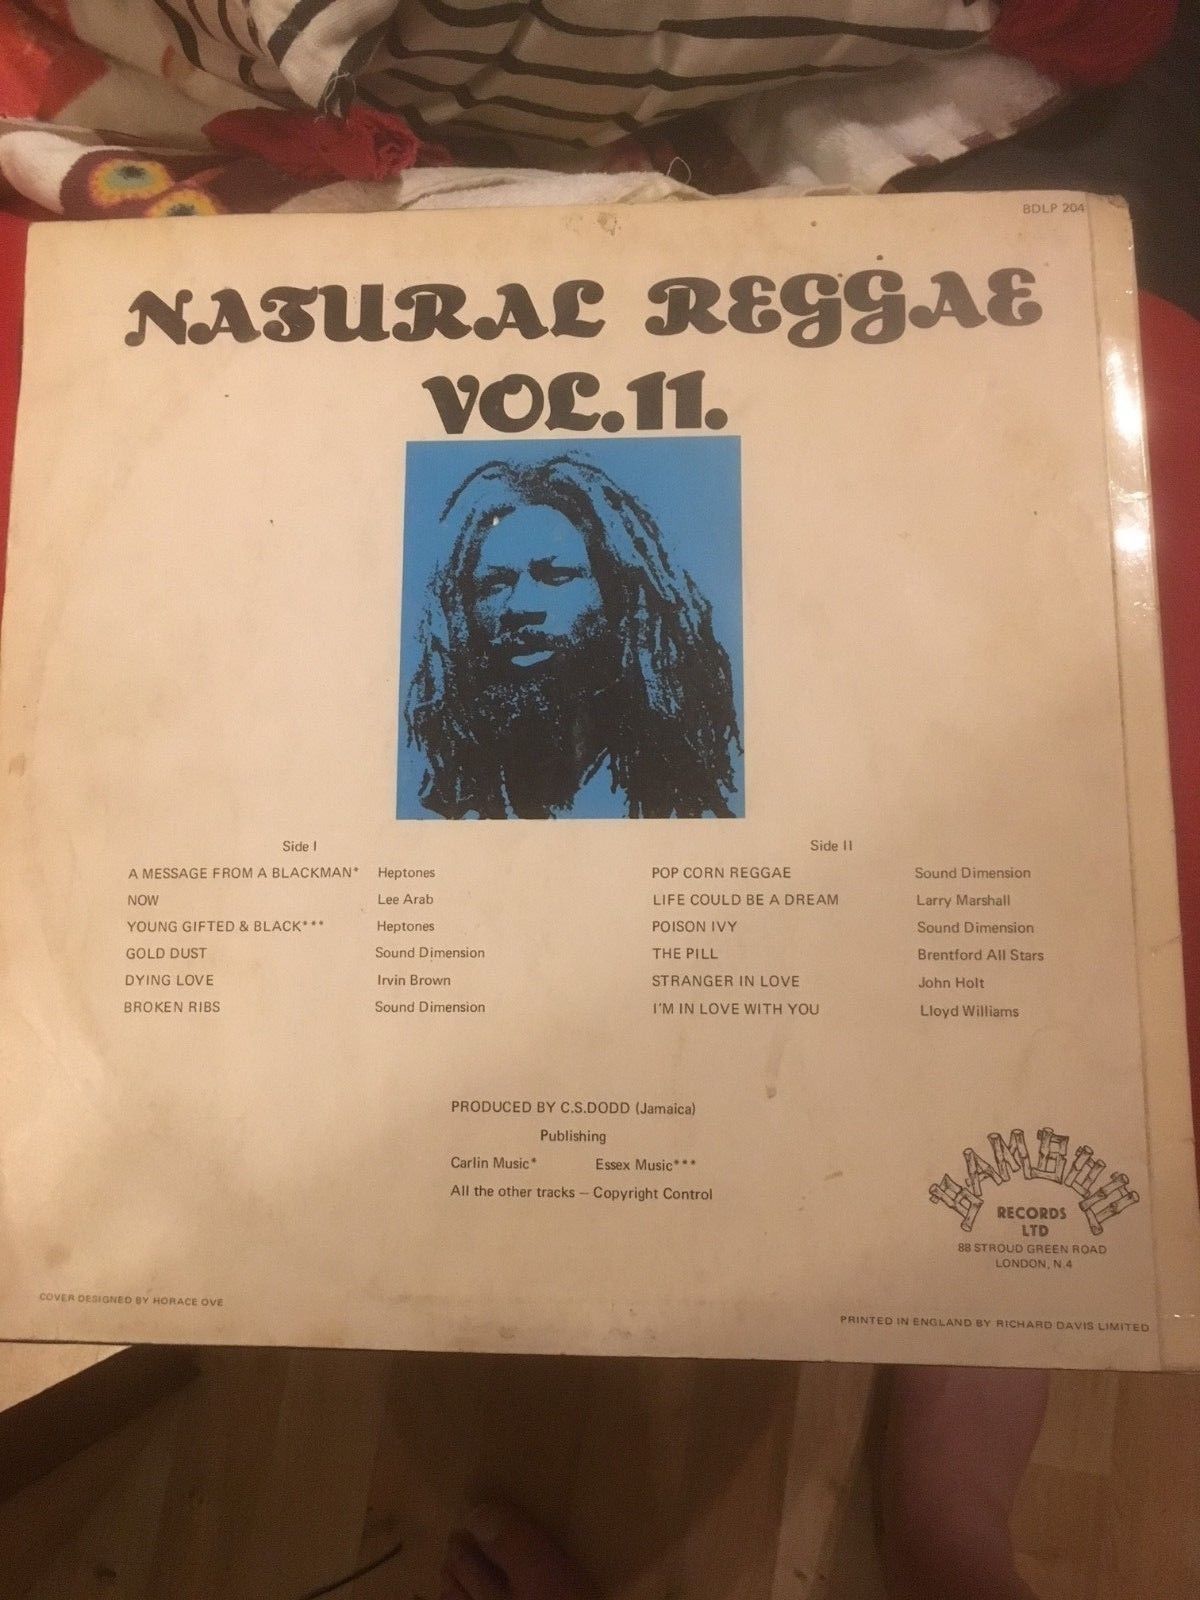 BDLP 204
NATURAL REGGAE
VOL.11.
Side I
A MESSAGE FROM A BLACKMAN* Heptones
NOW Lee Arab
YOUNG GIFTED & BLACK*** Heptones
GOLD DUST Sound Dimension
DYING LOVE Irvin Brown
BROKEN RIBS Sound Dimension
Side II
POP CORN REGGAE Sound Dimension
LIFE COULD BE A DREAM Larry Marshall
POISON IVY Sound Dimension
THE PILL Brentford All Stars
STRANGER IN LOVE John Holt
I'M IN LOVE WITH YOU Lloyd Williams
PRODUCED BY C.S.DODD (Jamaica)
Publishing
Carlin Music* Essex Music***
All the other tracks – Copyright Control
BAMBOO
RECORDS
LTD
88 STROUD GREEN ROAD
LONDON, N.4
COVER DESIGNED BY HORACE OVE
PRINTED IN ENGLAND BY RICHARD DAVIS LIMITED